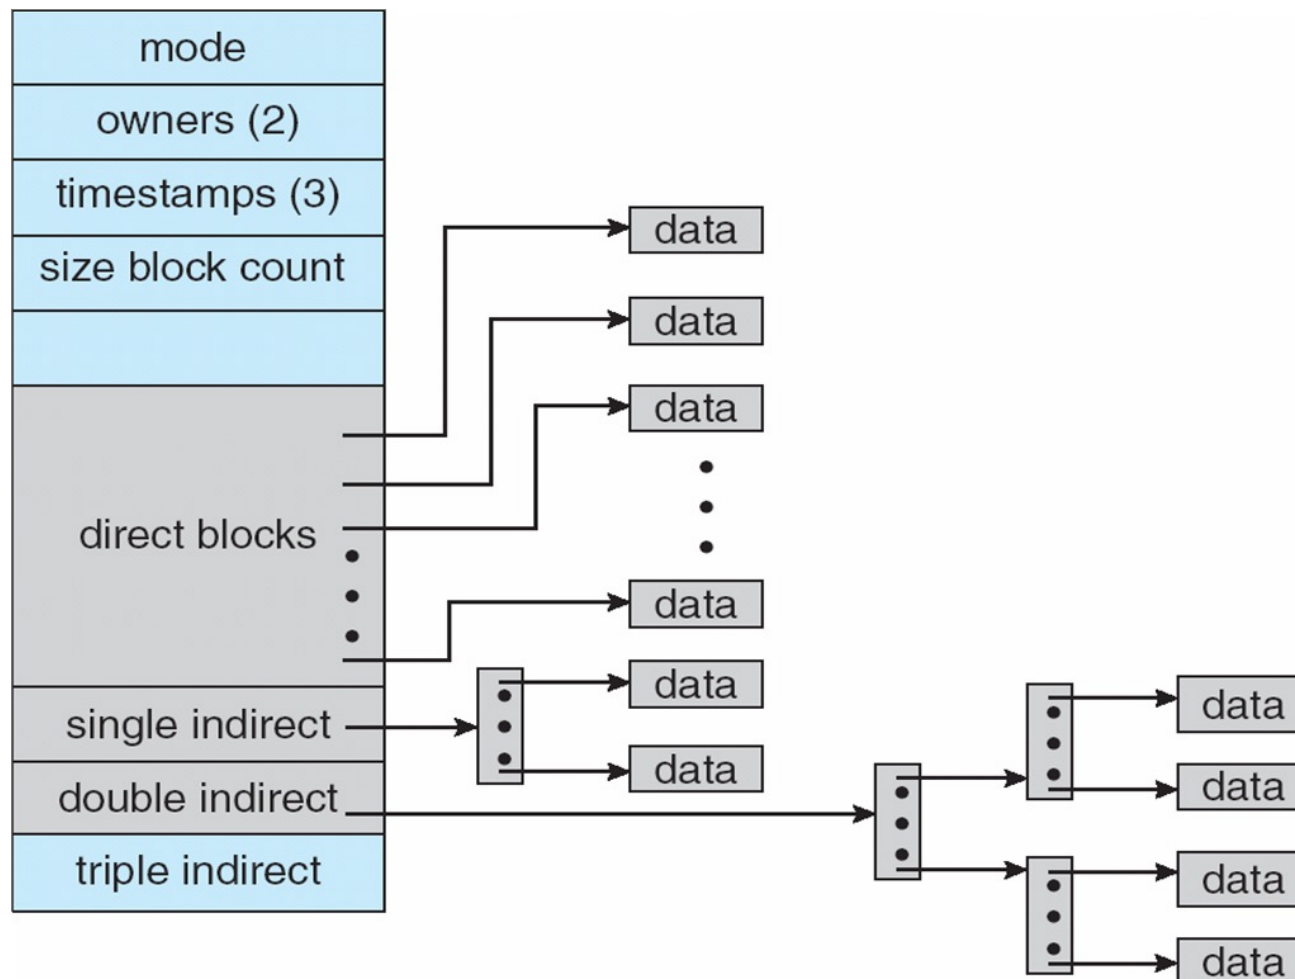 mode
owners (2)
timestamps (3)
size block count
direct blocks
single indirect
double indirect
triple indirect
data
data
data
data
data
data
data
data
data
data